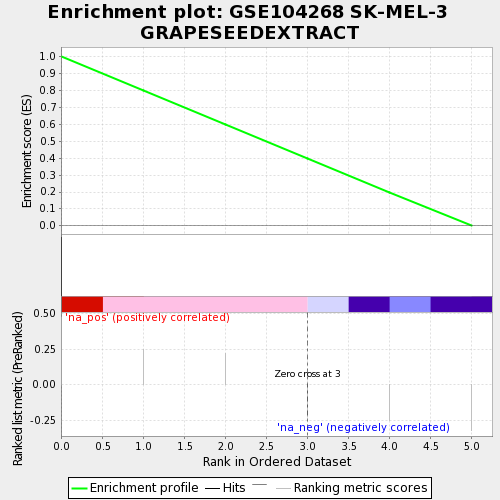 Enrichment plot: GSE104268 SK-MEL-3
GRAPESEEDEXTRACT
Enrichment score (ES)
1.0
0.9
0.8
0.7
0.6
0.5
0.4
0.3
0.2
0.1
0.0
Ranked list metric (PreRanked)
0.50
0.25
0.00
-0.25
'na_pos' (positively correlated)
Zero cross at 3
'na_neg' (negatively correlated)
0.0 0.5 1.0 1.5 2.0 2.5 3.0 3.5 4.0 4.5 5.0
Rank in Ordered Dataset
Enrichment profile Hits Ranking metric scores